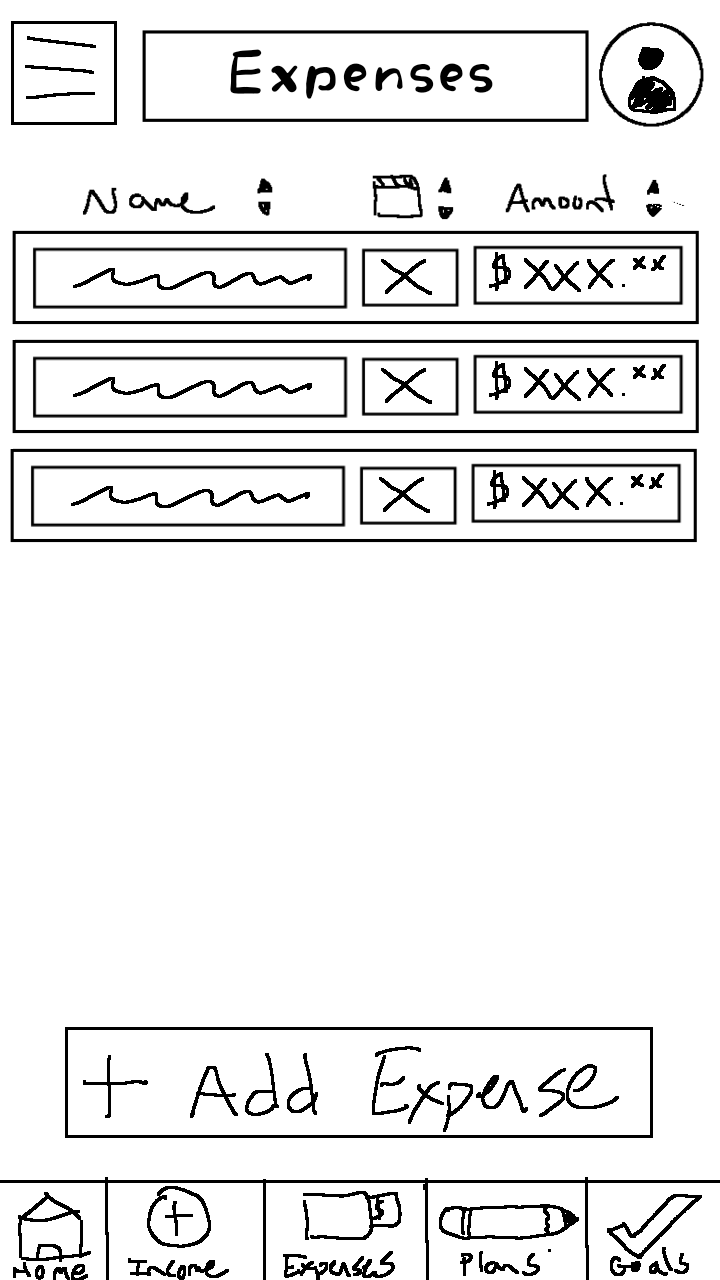 Expenses
Name Amount
X $XXX.xx
X $XXX.xx
X $XXX.xx
+ Add Expense
Home Income Expenses Plans Goals